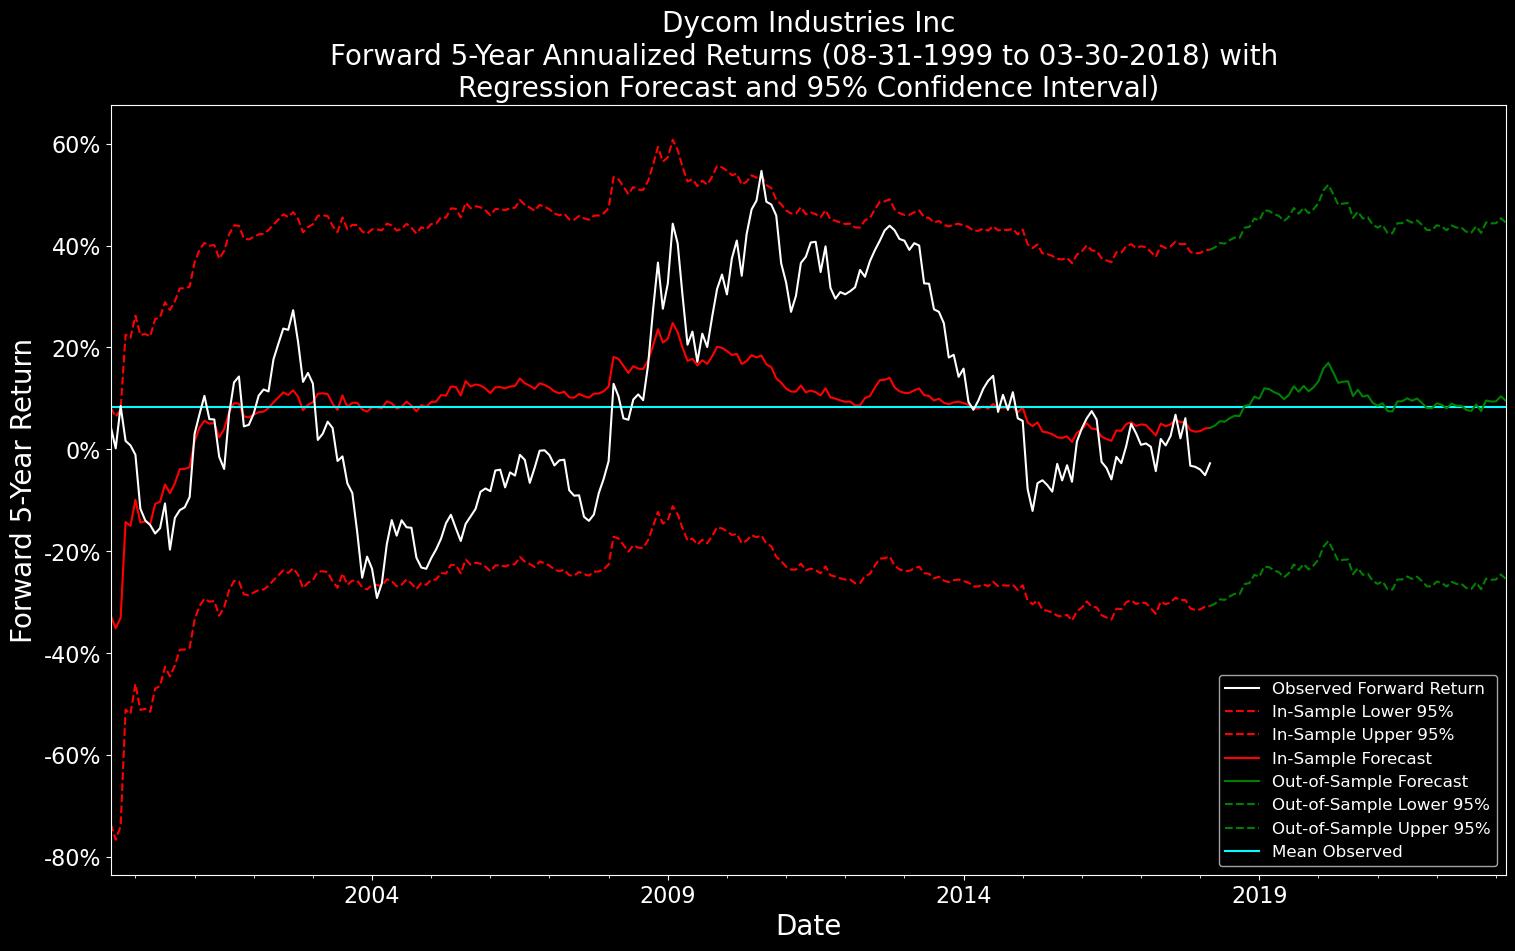 Dycom Industries Inc
Forward 5-Year Annualized Returns (08-31-1999 to 03-30-2018) with
Regression Forecast and 95% Confidence Interval)
Forward 5-Year Return
60%
40%
20%
0%
-20%
-40%
-60%
-80%
Observed Forward Return
In-Sample Lower 95%
In-Sample Upper 95%
In-Sample Forecast
Out-of-Sample Forecast
Out-of-Sample Lower 95%
Out-of-Sample Upper 95%
Mean Observed
2004 2009 2014 2019
Date